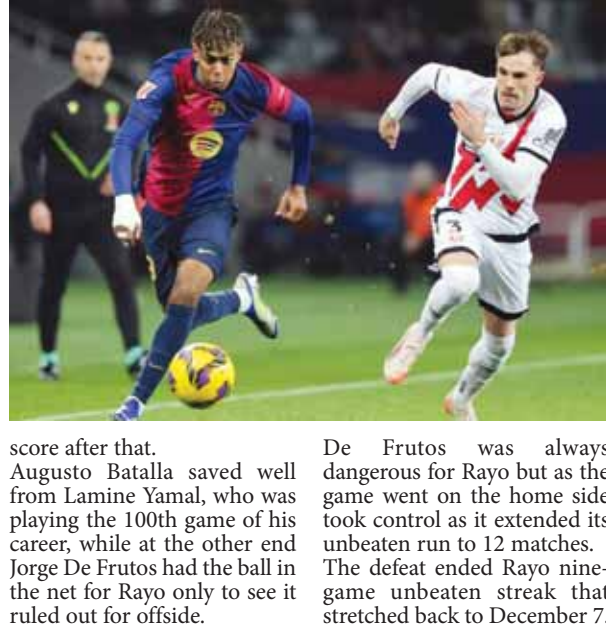 3
score after that.
Augusto Batalla saved well
from Lamine Yamal, who was
playing the 100th game of his
career, while at the other end
Jorge De Frutos had the ball in
the net for Rayo only to see it
ruled out for offside.
De Frutos was always
dangerous for Rayo but as the
game went on the home side
took control as it extended its
unbeaten run to 12 matches.
The defeat ended Rayo nine-
game unbeaten streak that
stretched back to December 7.